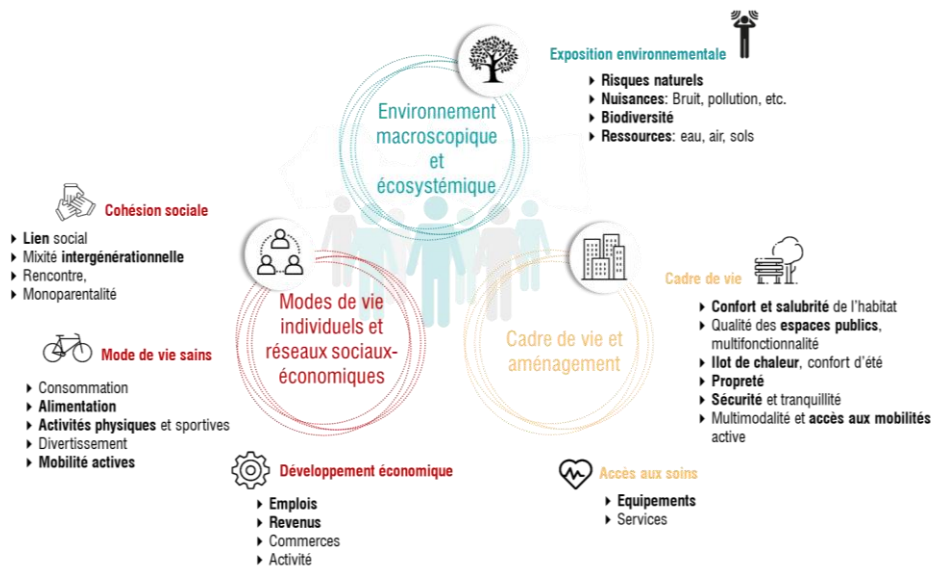 Exposition environnementale
Risques naturels
Nuisances: Bruit, pollution, etc.
Biodiversité
Ressources: eau, air, sols
Environnement
macroscopique
et
écosystémique
Cohésion sociale
Lien social
Mixité intergénérationnelle
Rencontre,
Monoparentalité
Modes de vie
individuels et
réseaux sociaux-
économiques
Cadre de vie et
aménagement
Cadre de vie
Confort et salubrité de l'habitat
Qualité des espaces publics,
multifonctionnalité
Ilot de chaleur, confort d'été
Propreté
Sécurité et tranquillité
Multimodalité et accès aux mobilités
active
Mode de vie sains
Consommation
Alimentation
Activités physiques et sportives
Divertissement
Mobilité actives
Développement économique
Emplois
Revenus
Commerces
Activité
Accès aux soins
Equipements
Services